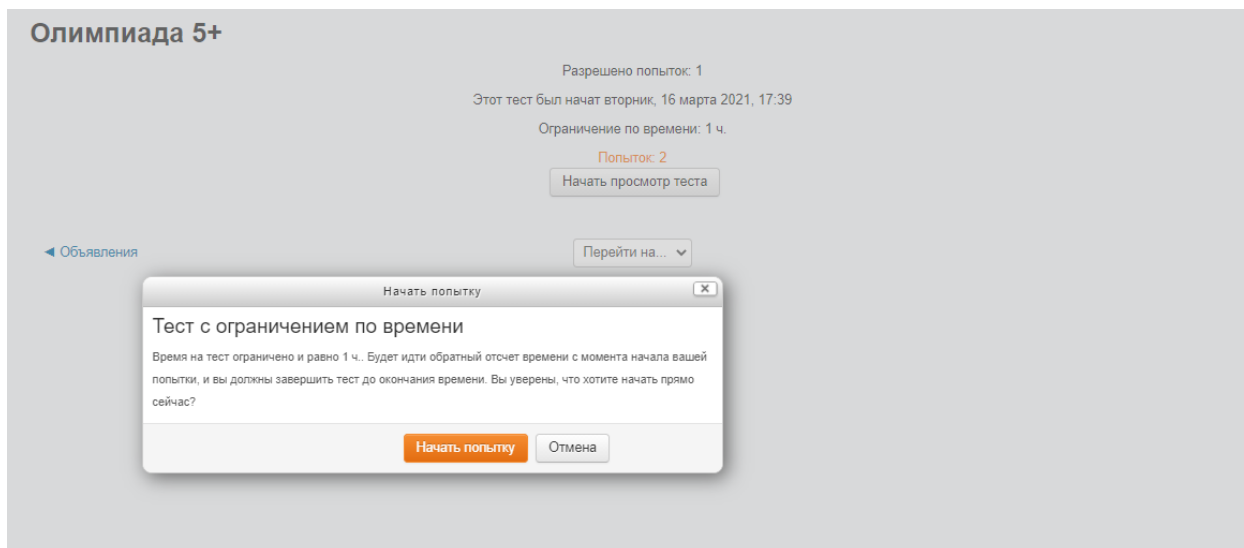 Олимпиада 5+
Разрешено попыток: 1
Этот тест был начат вторник, 16 марта 2021, 17:39
Ограничение по времени: 1 ч.
Попыток: 2
Начать просмотр теста
◄ Объявления
Перейти на...
Начать попытку
Тест с ограничением по времени
Время на тест ограничено и равно 1 ч.. Будет идти обратный отсчет времени с момента начала вашей
попытки, и вы должны завершить тест до окончания времени. Вы уверены, что хотите начать прямо
сейчас?
Начать попытку
Отмена